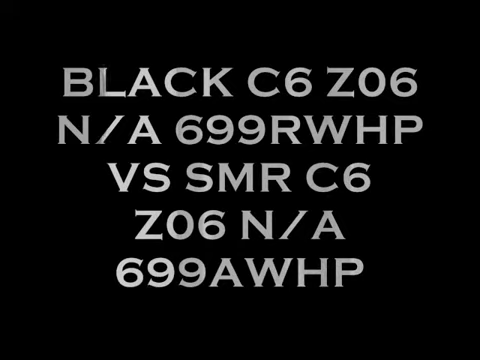 BLACK C6 Z06
N/A 699RWHP
VS SMR C6
Z06 N/A
699AWHP